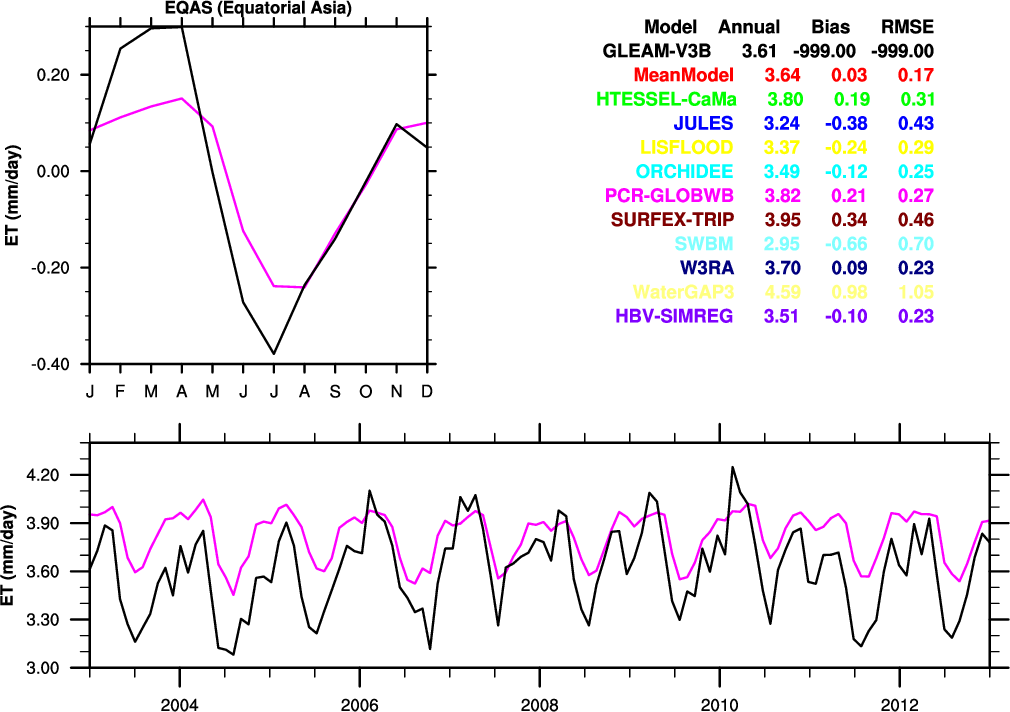 EQAS (Equatorial Asia)
ET (mm/day)
0.20
0.00
-0.20
-0.40
J F M A M J J A S O N D
Model Annual Bias RMSE
GLEAM-V3B 3.61 -999.00 -999.00
MeanModel 3.64 0.03 0.17
HTESSEL-CaMa 3.80 0.19 0.31
JULES 3.24 -0.38 0.43
LISFLOOD 3.37 -0.24 0.29
ORCHIDEE 3.49 -0.12 0.25
PCR-GLOBWB 3.82 0.21 0.27
SURFEX-TRIP 3.95 0.34 0.46
SWBM 2.95 -0.66 0.70
W3RA 3.70 0.09 0.23
WaterGAP3 4.59 0.98 1.05
HBV-SIMREG 3.51 -0.10 0.23
ET (mm/day)
4.20
3.90
3.60
3.30
3.00
2004 2006 2008 2010 2012